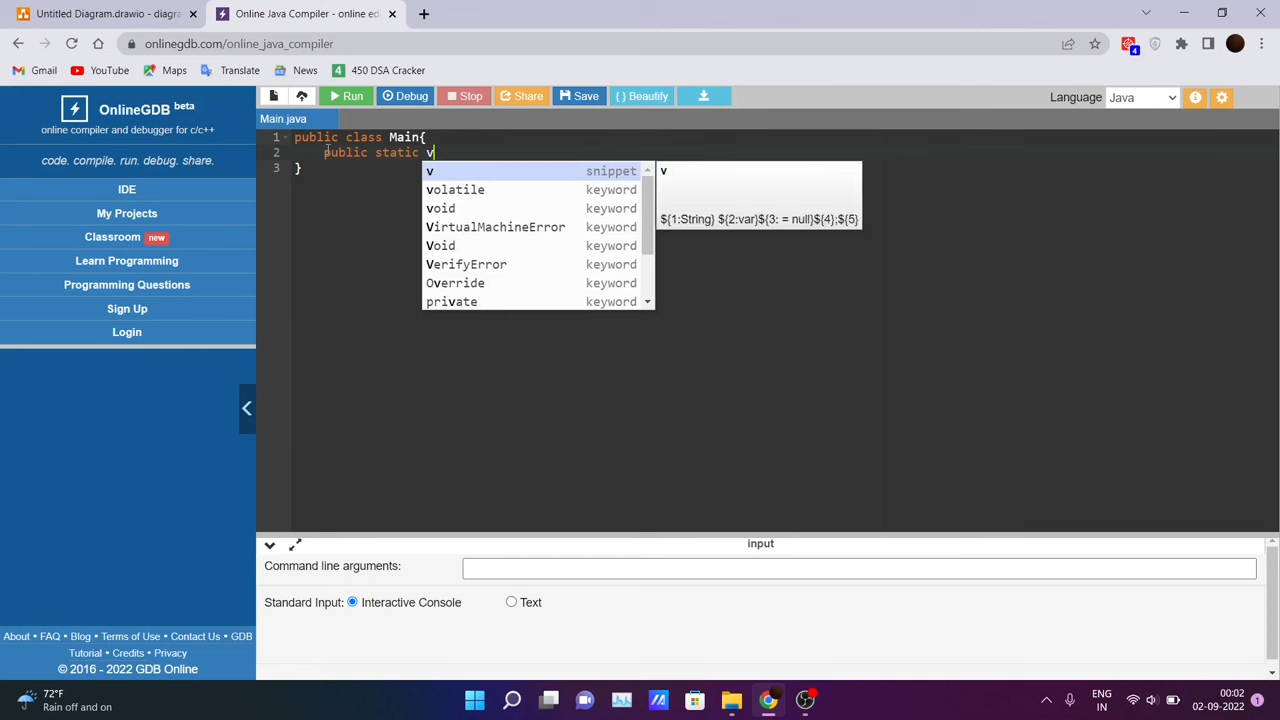 Untitled Diagram.drawio - diagra
Online Java Compiler - online edi
onlinegdb.com/online_java_compiler
4
Gmail
YouTube
Maps
Translate
News
4 450 DSA Cracker
OnlineGDB beta
online compiler and debugger for c/c++
code. compile. run. debug. share.
IDE
My Projects
Classroom new
Learn Programming
Programming Questions
Sign Up
Login
About • FAQ • Blog • Terms of Use • Contact Us • GDB
Tutorial • Credits • Privacy
© 2016 - 2022 GDB Online
Run
Debug
Stop
Share
Save
{ } Beautify
Language Java
Main.java
1 public class Main{
2 public static v
3 }
v snippet
volatile keyword
void keyword
VirtualMachineError keyword
Void keyword
VerifyError keyword
Override keyword
private keyword
v
${1:String} ${2:var}${3: = null}${4};${5}
input
Command line arguments:
Standard Input: Interactive Console Text
72°F
Rain off and on
ENG
IN
00:02
02-09-2022
1